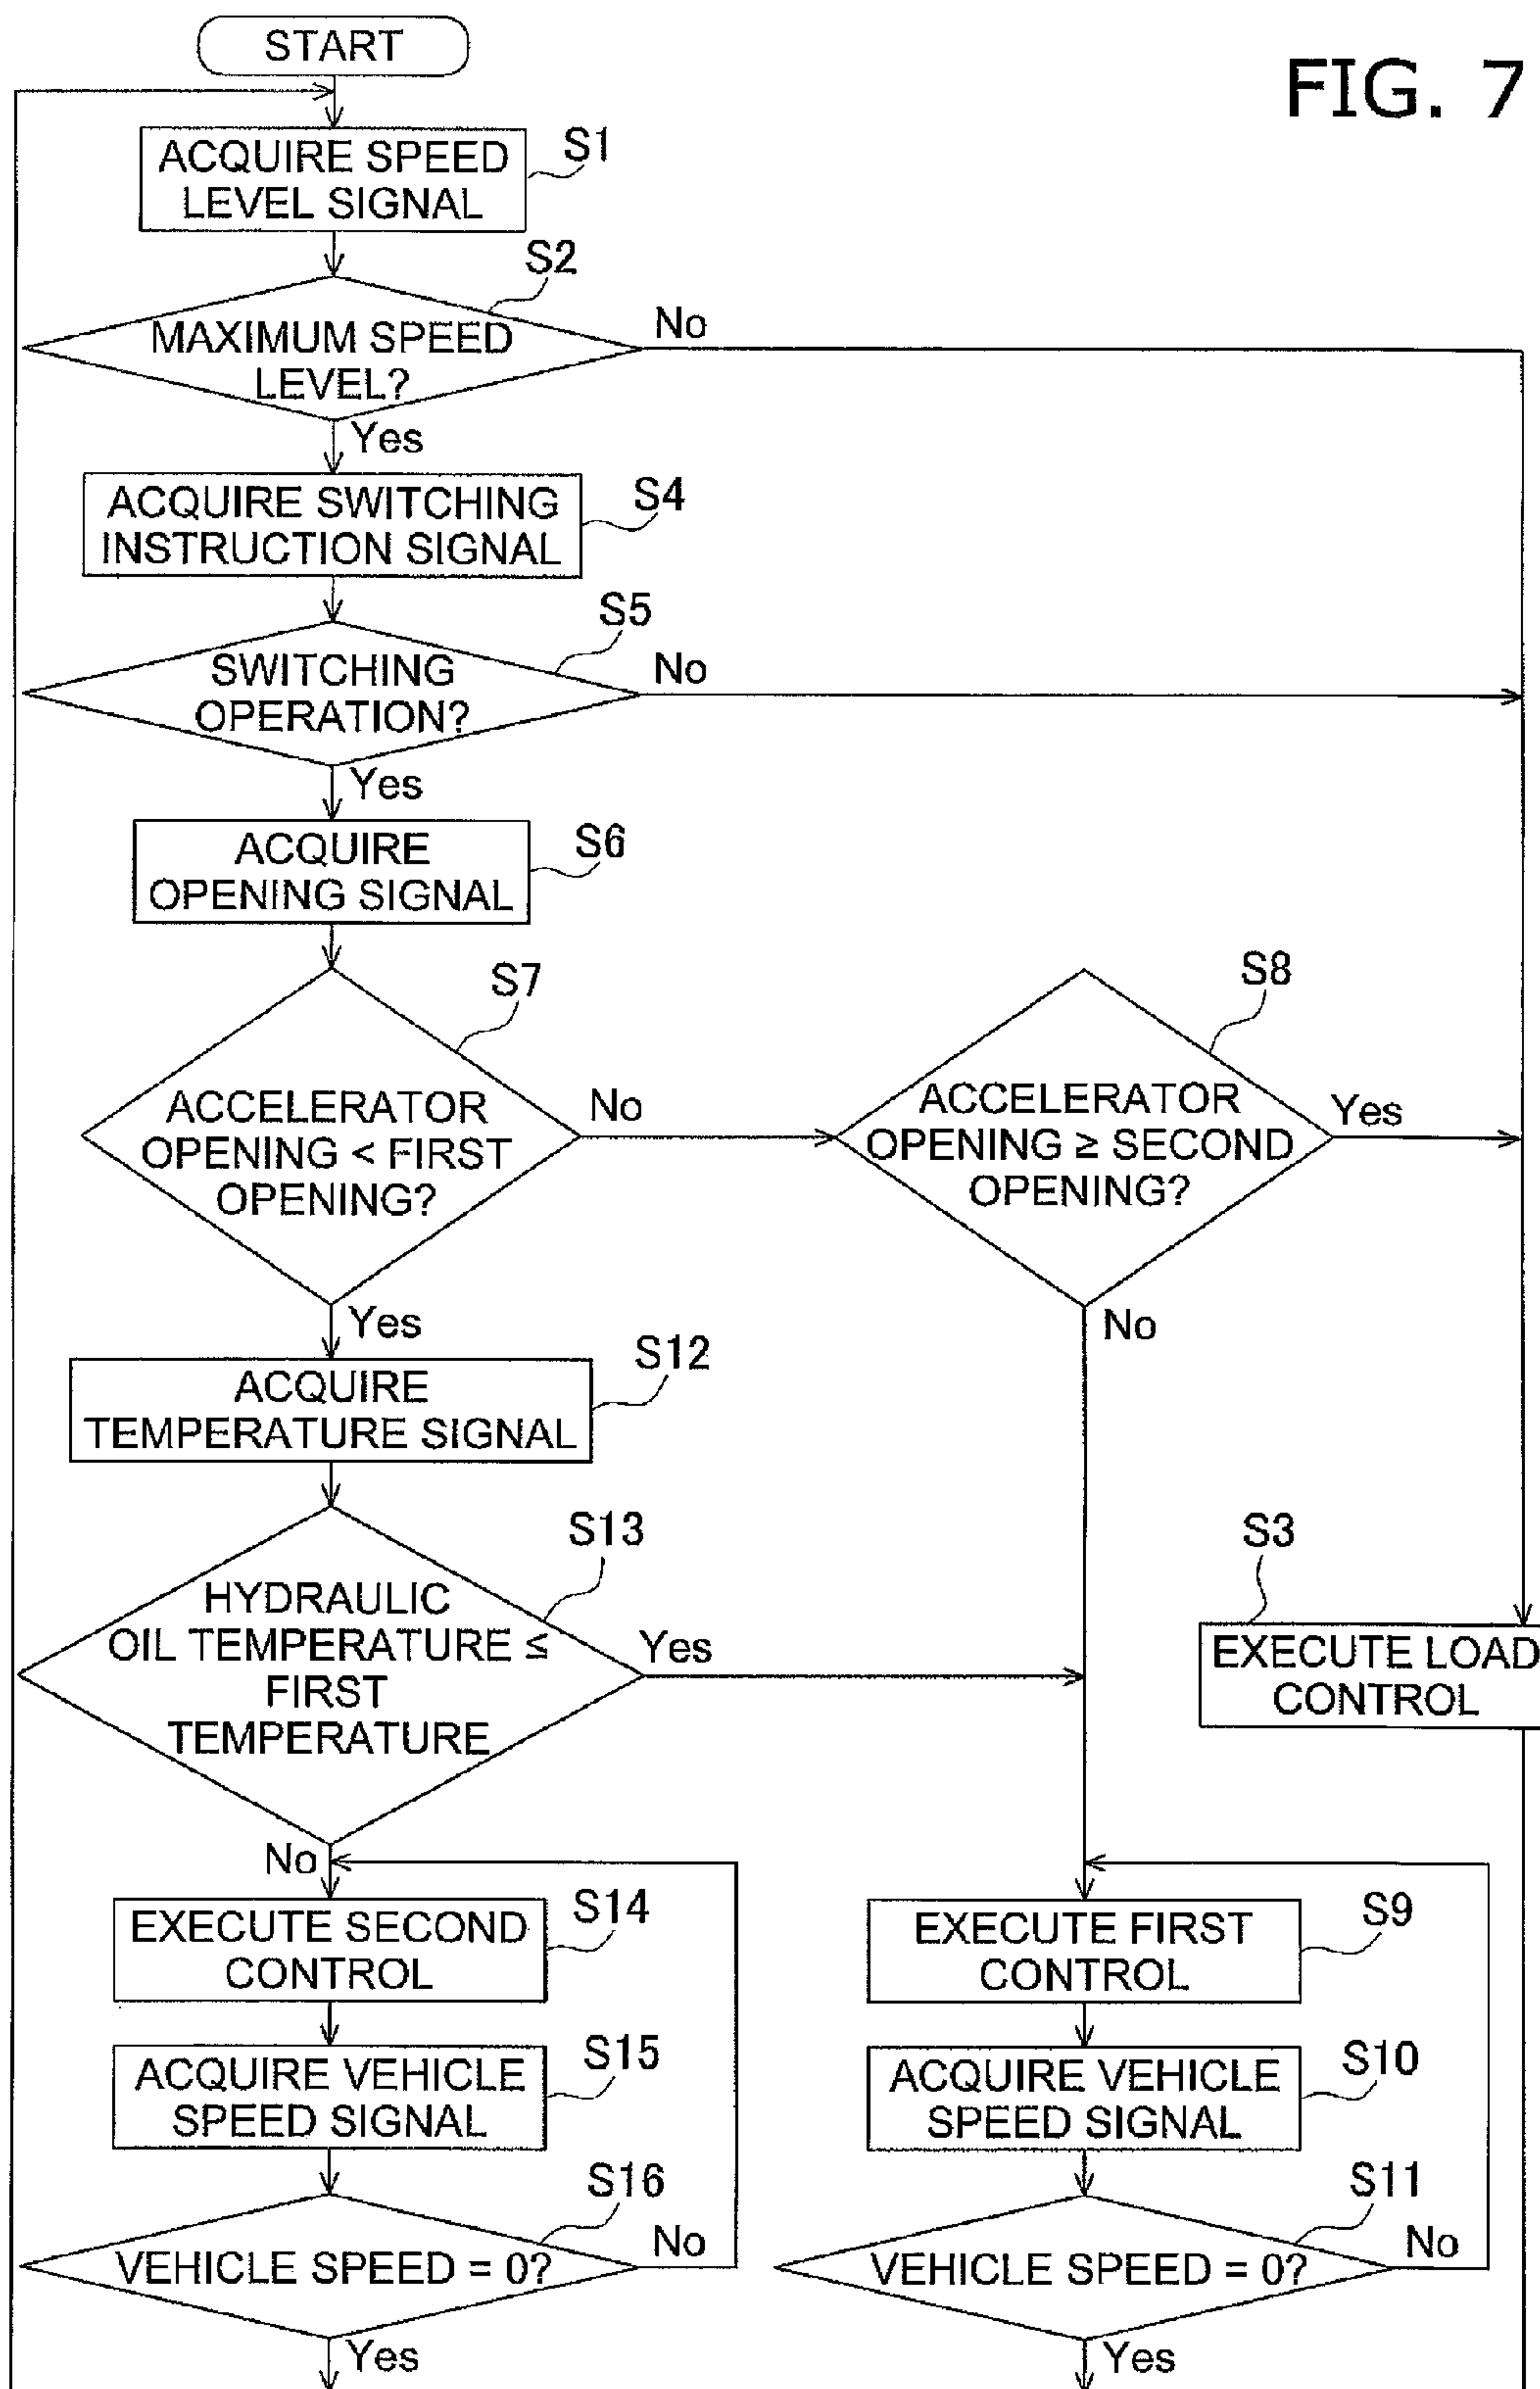 START
FIG. 7
ACQUIRE SPEED
LEVEL SIGNAL
S1
MAXIMUM SPEED
LEVEL?
S2
No
Yes
ACQUIRE SWITCHING
INSTRUCTION SIGNAL
S4
SWITCHING
OPERATION?
S5
No
Yes
ACQUIRE
OPENING SIGNAL
S6
ACCELERATOR
OPENING < FIRST
OPENING?
S7
No
Yes
ACCELERATOR
OPENING ≥ SECOND
OPENING?
S8
Yes
No
ACQUIRE
TEMPERATURE SIGNAL
S12
HYDRAULIC
OIL TEMPERATURE ≤
FIRST
TEMPERATURE
S13
Yes
No
S3
EXECUTE LOAD
CONTROL
EXECUTE SECOND
CONTROL
S14
EXECUTE FIRST
CONTROL
S9
ACQUIRE VEHICLE
SPEED SIGNAL
S15
ACQUIRE VEHICLE
SPEED SIGNAL
S10
VEHICLE SPEED = 0?
S16
No
Yes
VEHICLE SPEED = 0?
S11
No
Yes